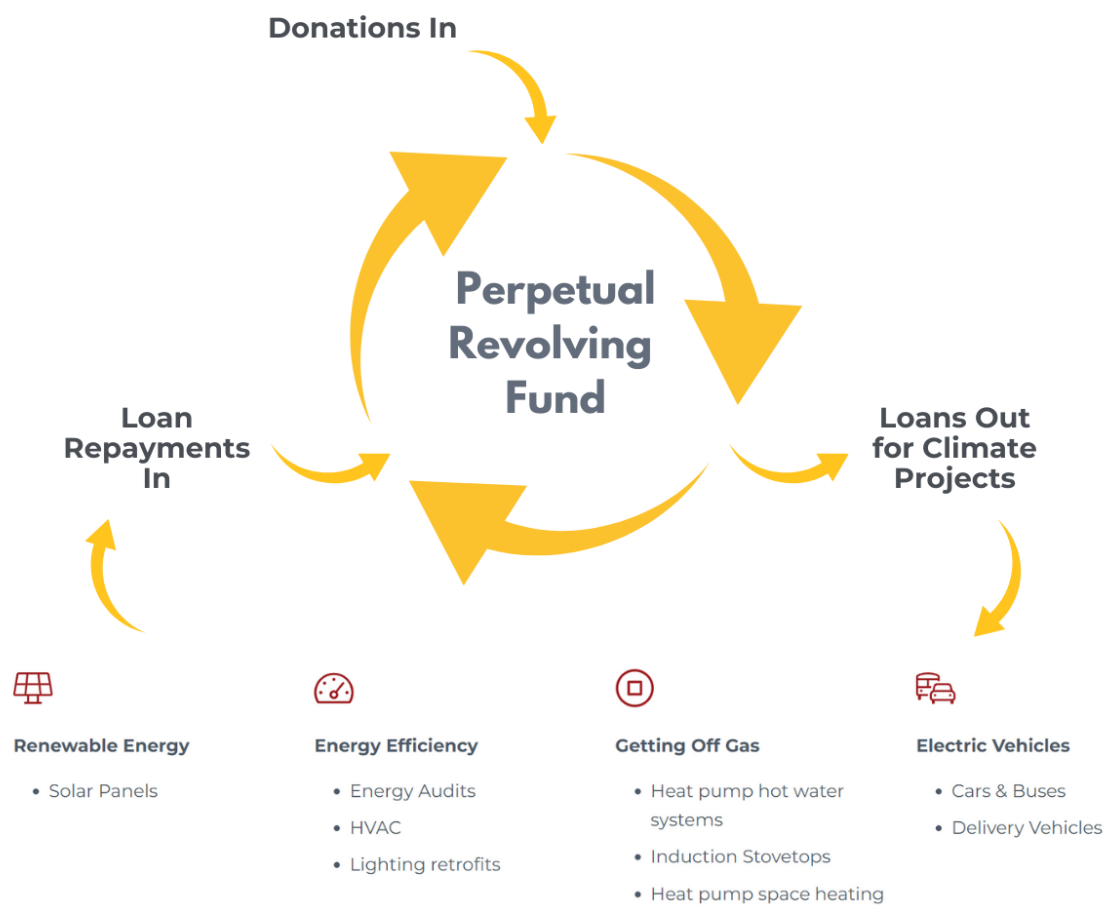 Donations In
Perpetual
Revolving
Fund
Loan
Repayments
In
Loans Out
for Climate
Projects
Renewable Energy
• Solar Panels
Energy Efficiency
• Energy Audits
• HVAC
• Lighting retrofits
Getting Off Gas
• Heat pump hot water
systems
• Induction Stovetops
• Heat pump space heating
Electric Vehicles
• Cars & Buses
• Delivery Vehicles